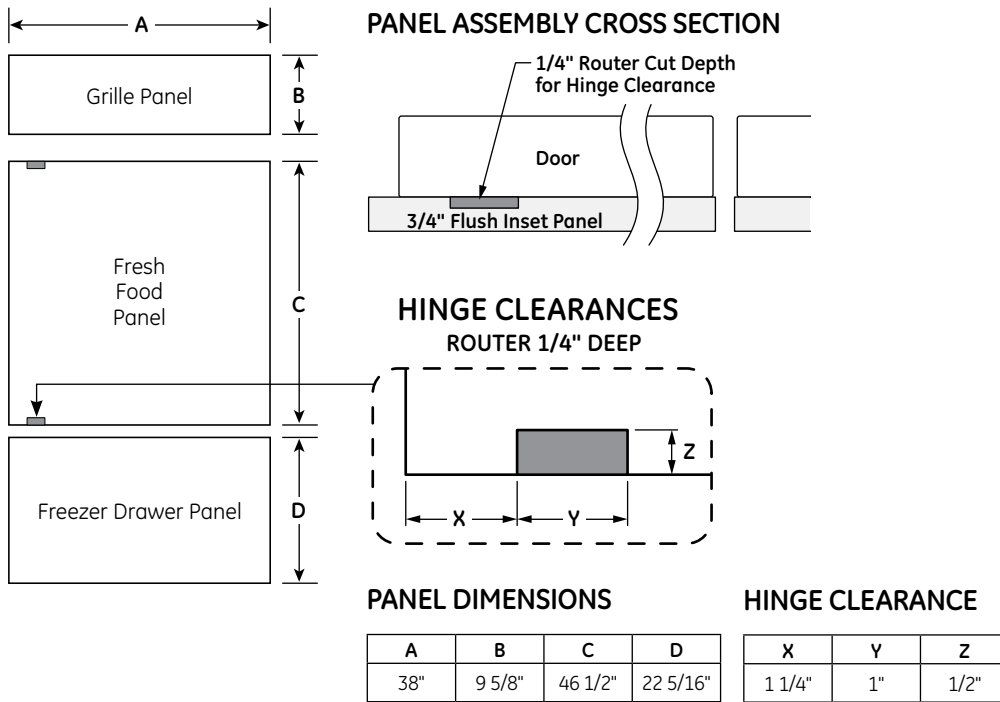 A
Grille Panel
B
Fresh
Food
Panel
C
Freezer Drawer Panel
D
PANEL ASSEMBLY CROSS SECTION
1/4" Router Cut Depth
for Hinge Clearance
Door
3/4" Flush Inset Panel
HINGE CLEARANCES
ROUTER 1/4" DEEP
X
Y
Z
PANEL DIMENSIONS
A B C D
38" 9 5/8" 46 1/2" 22 5/16"
HINGE CLEARANCE
X Y Z
1 1/4" 1" 1/2"